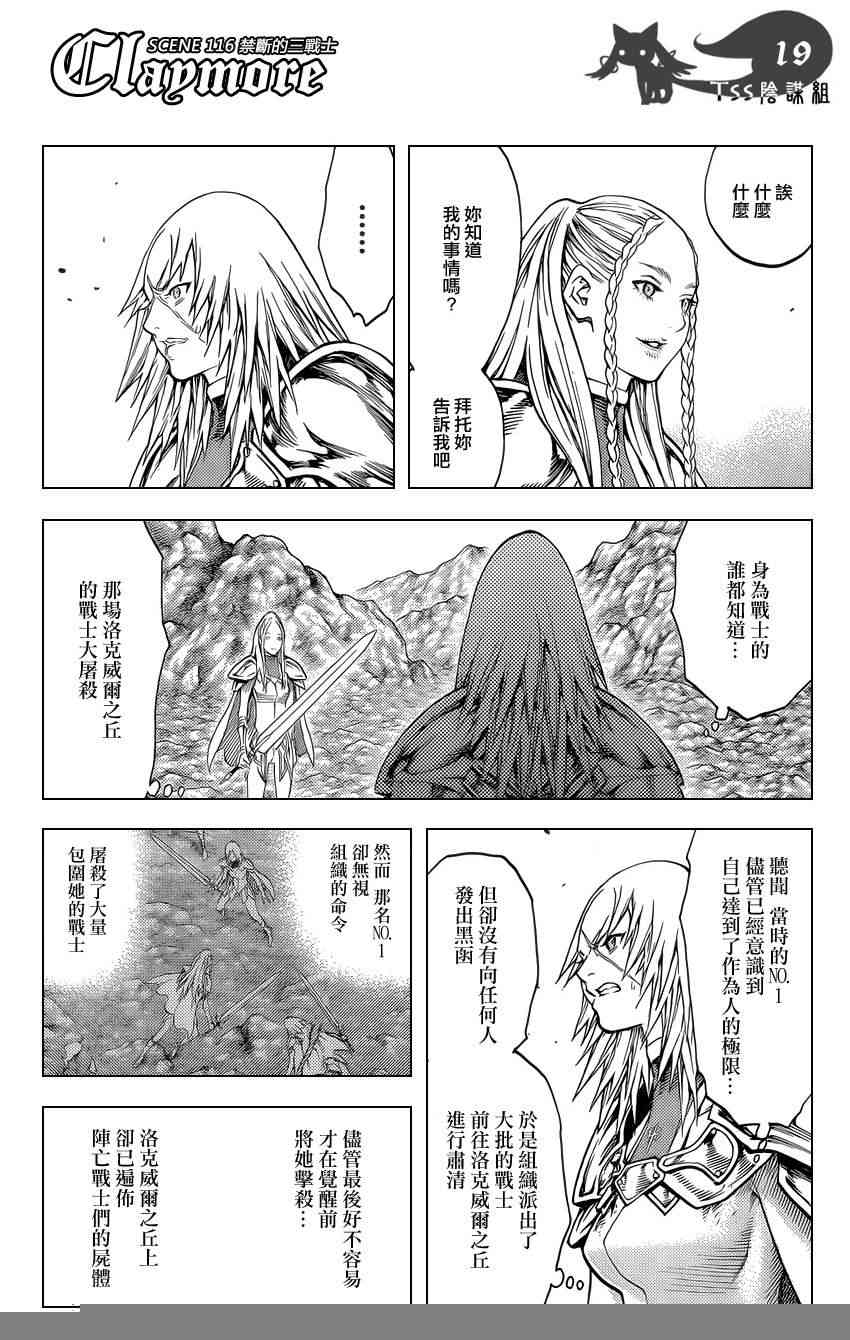 SCENE 116 禁斷的三戰士
Claymore
19
Tss陰謀組
誒
什麼
什麼
妳知道
我的事情嗎?
拜托妳
告訴我吧
……
身為戰士的
誰都知道…
那場洛克威爾之丘
的戰士大屠殺
聽聞 當時的NO.1
儘管已經意識到
自己達到了作為人的極限…
但卻沒有向任何人
發出黑函
於是組織派出了
大批的戰士
前往洛克威爾之丘
進行肅清
然而 那名NO.1
卻無視
組織的命令
屠殺了大量
包圍她的戰士
儘管最後好不容易
才在覺醒前
將她擊殺…
洛克威爾之丘上
卻已遍佈
陣亡戰士們的屍體